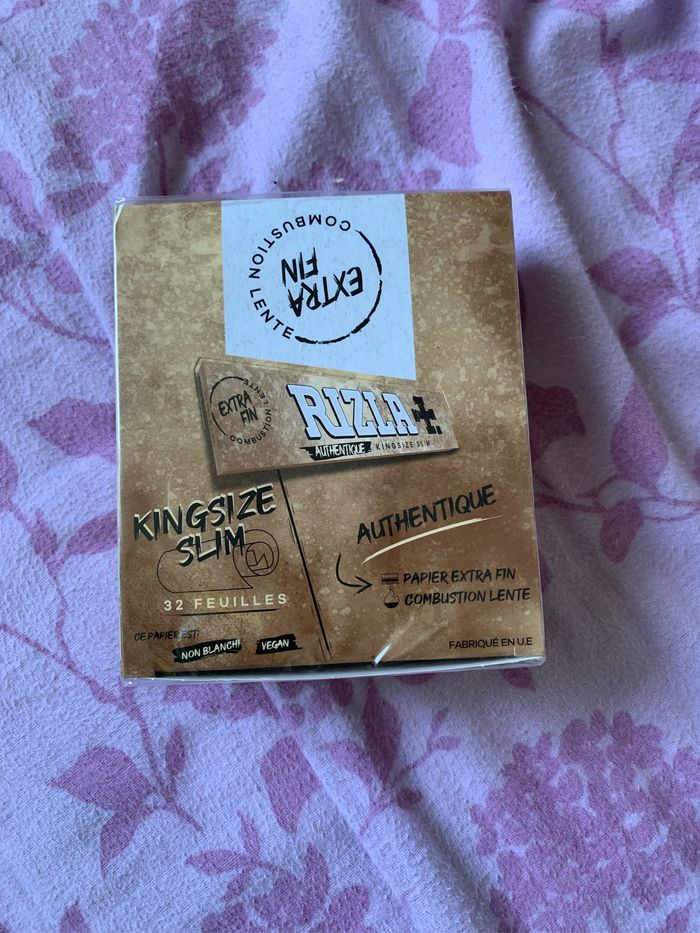 EXTRA
FIN
COMBUSTION LENTE
EXTRA
FIN
COMBUSTION LENTE
RIZLA+.
AUTHENTIQUE KINGSIZE SLIM
KINGSIZE
SLIM
32 FEUILLES
CE PAPIER EST:
NON BLANCHI VEGAN
AUTHENTIQUE
PAPIER EXTRA FIN
COMBUSTION LENTE
FABRIQUÉ EN U.E